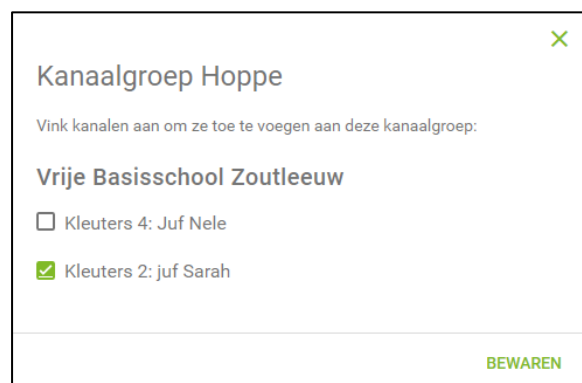 Kanaalgroep Hoppe
Vink kanalen aan om ze toe te voegen aan deze kanaalgroep:
Vrije Basisschool Zoutleeuw
Kleuters 4: Juf Nele
Kleuters 2: juf Sarah
BEWAREN